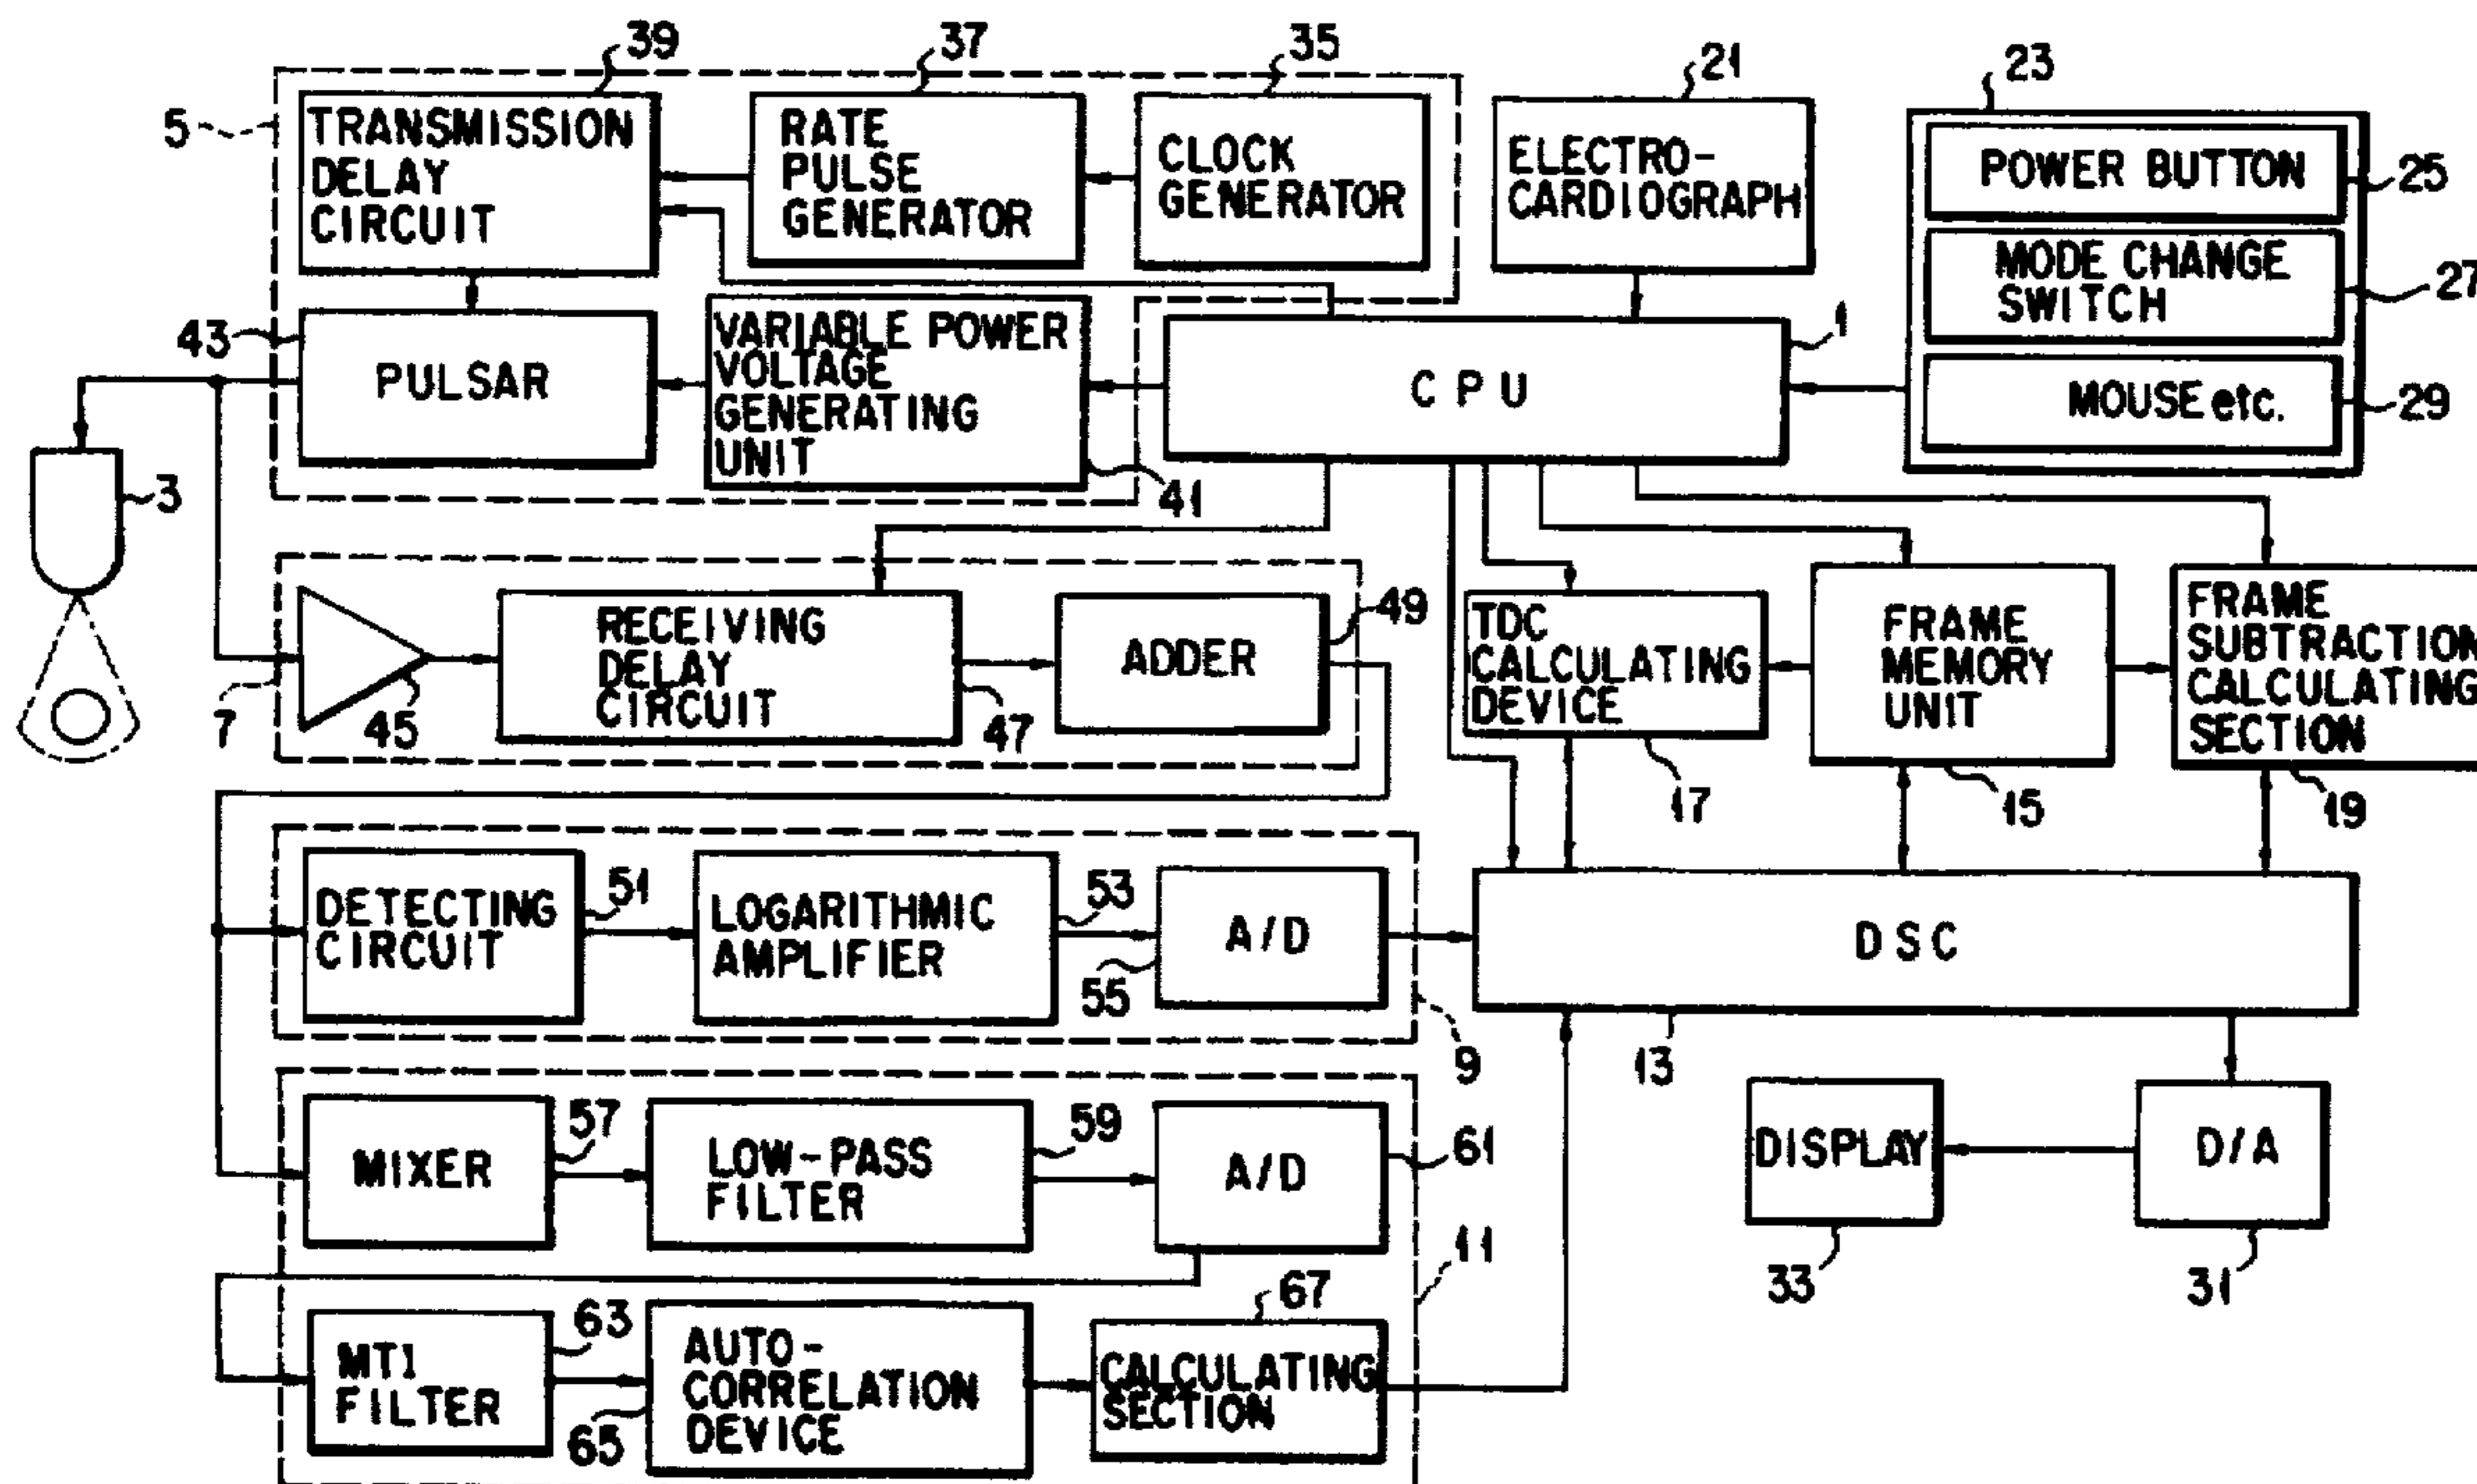 39
37
35
21
23
5
TRANSMISSION
DELAY
CIRCUIT
RATE
PULSE
GENERATOR
CLOCK
GENERATOR
ELECTRO-
CARDIOGRAPH
POWER BUTTON
25
MODE CHANGE
SWITCH
27
MOUSE etc.
29
43
PULSAR
VARIABLE POWER
VOLTAGE
GENERATING
UNIT
41
CPU
1
3
7
45
RECEIVING
DELAY
CIRCUIT
47
ADDER
49
TDC
CALCULATING
DEVICE
17
FRAME
MEMORY
UNIT
15
FRAME
SUBTRACTION
CALCULATING
SECTION
19
DETECTING
CIRCUIT
51
LOGARITHMIC
AMPLIFIER
53
A/D
55
9
DSC
13
MIXER
57
LOW-PASS
FILTER
59
A/D
61
11
DISPLAY
33
D/A
31
MTI
FILTER
63
AUTO-
CORRELATION
DEVICE
65
CALCULATING
SECTION
67